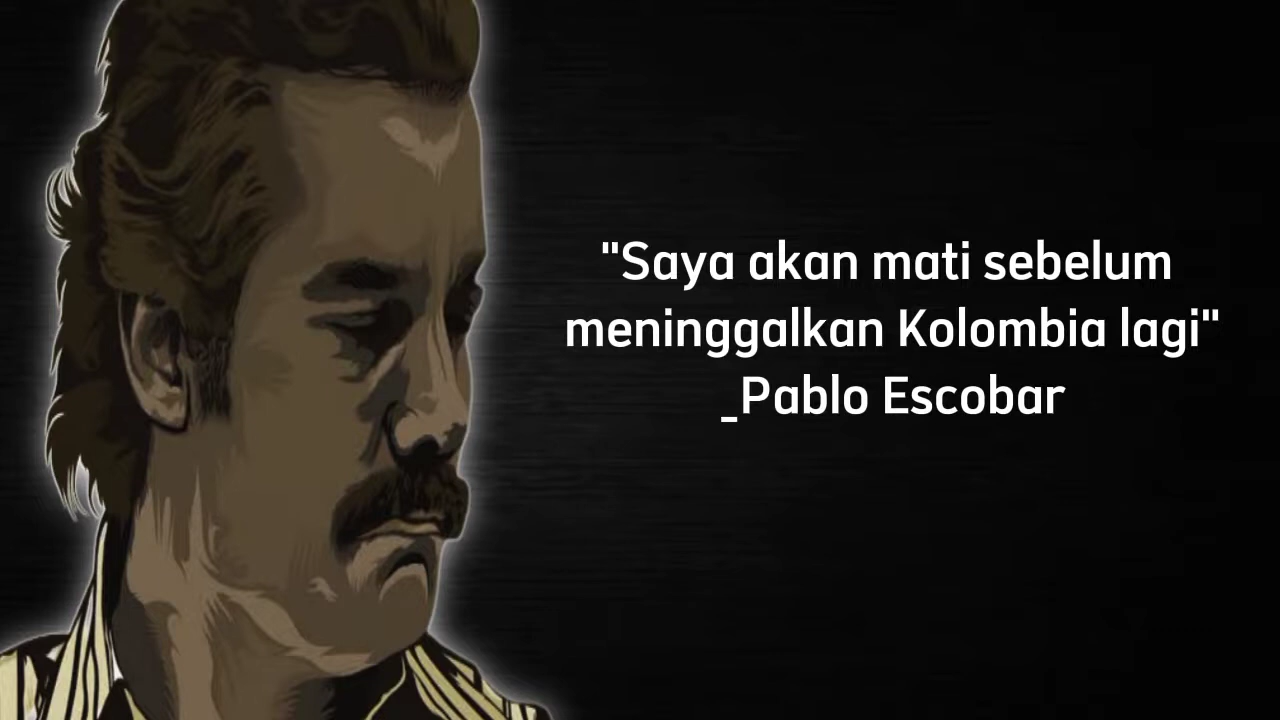 "Saya akan mati sebelum
meninggalkan Kolombia lagi"
_Pablo Escobar